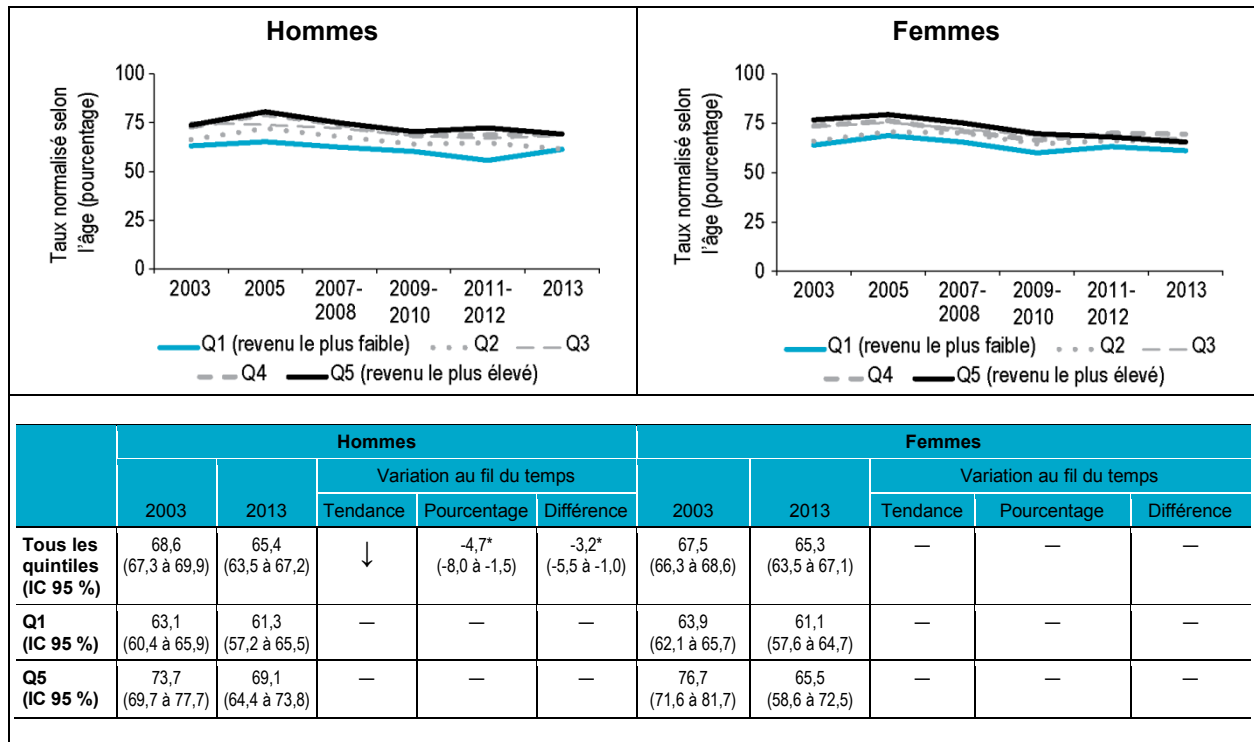 Hommes
Taux normalisé selon
l'âge (pourcentage)
100
75
50
25
0
2003 2005 2007- 2009- 2011- 2013
2008 2010 2012
Q1 (revenu le plus faible) Q2 Q3
Q4 Q5 (revenu le plus élevé)
Femmes
Taux normalisé selon
l'âge (pourcentage)
100
75
50
25
0
2003 2005 2007- 2009- 2011- 2013
2008 2010 2012
Q1 (revenu le plus faible) Q2 Q3
Q4 Q5 (revenu le plus élevé)
Hommes Femmes
Variation au fil du temps Variation au fil du temps
2003 2013 Tendance Pourcentage Différence 2003 2013 Tendance Pourcentage Différence
Tous les 68,6 65,4 ↓ -4,7* -3,2* 67,5 65,3 — — —
quintiles (67,3 à 69,9) (63,5 à 67,2) (-8,0 à -1,5) (-5,5 à -1,0) (66,3 à 68,6) (63,5 à 67,1)
(IC 95 %)
Q1 63,1 61,3 — — — 63,9 61,1 — — —
(IC 95 %) (60,4 à 65,9) (57,2 à 65,5) (62,1 à 65,7) (57,6 à 64,7)
Q5 73,7 69,1 — — — 76,7 65,5 — — —
(IC 95 %) (69,7 à 77,7) (64,4 à 73,8) (71,6 à 81,7) (58,6 à 72,5)